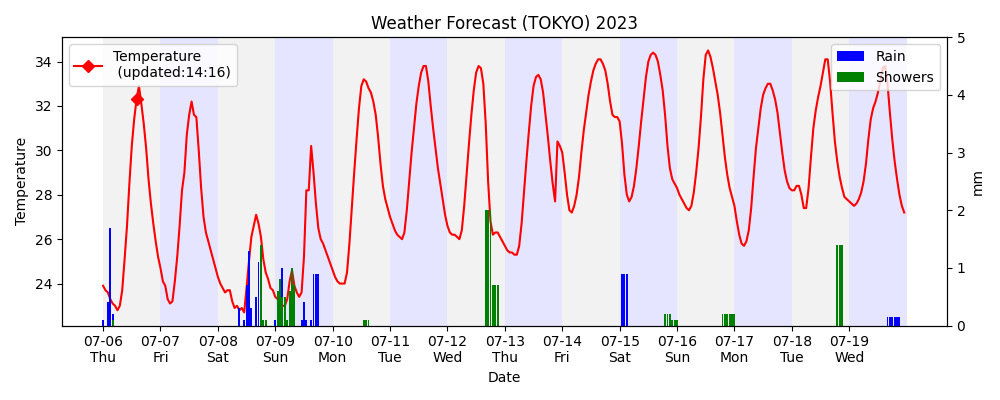 Weather Forecast (TOKYO) 2023
Temperature
(updated:14:16)
Rain
Showers
Temperature
34
32
30
28
26
24
5
4
3
2
1
0
mm
07-06 07-07 07-08 07-09 07-10 07-11 07-12 07-13 07-14 07-15 07-16 07-17 07-18 07-19
Thu Fri Sat Sun Mon Tue Wed Thu Fri Sat Sun Mon Tue Wed
Date